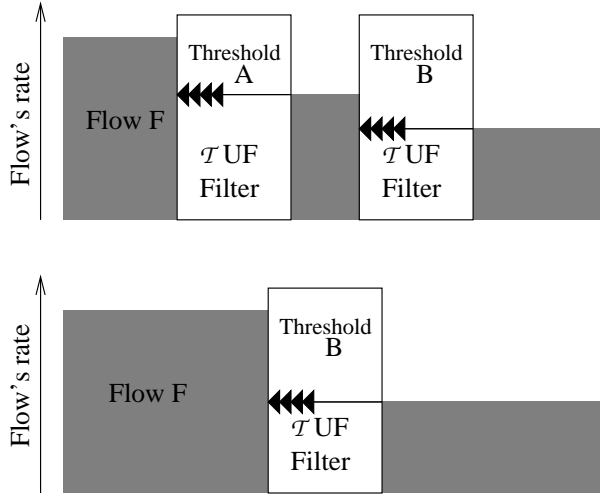 Flow's rate
Flow F
Threshold
A
𝒯 UF
Filter
Threshold
B
𝒯 UF
Filter
Flow's rate
Flow F
Threshold
B
𝒯 UF
Filter